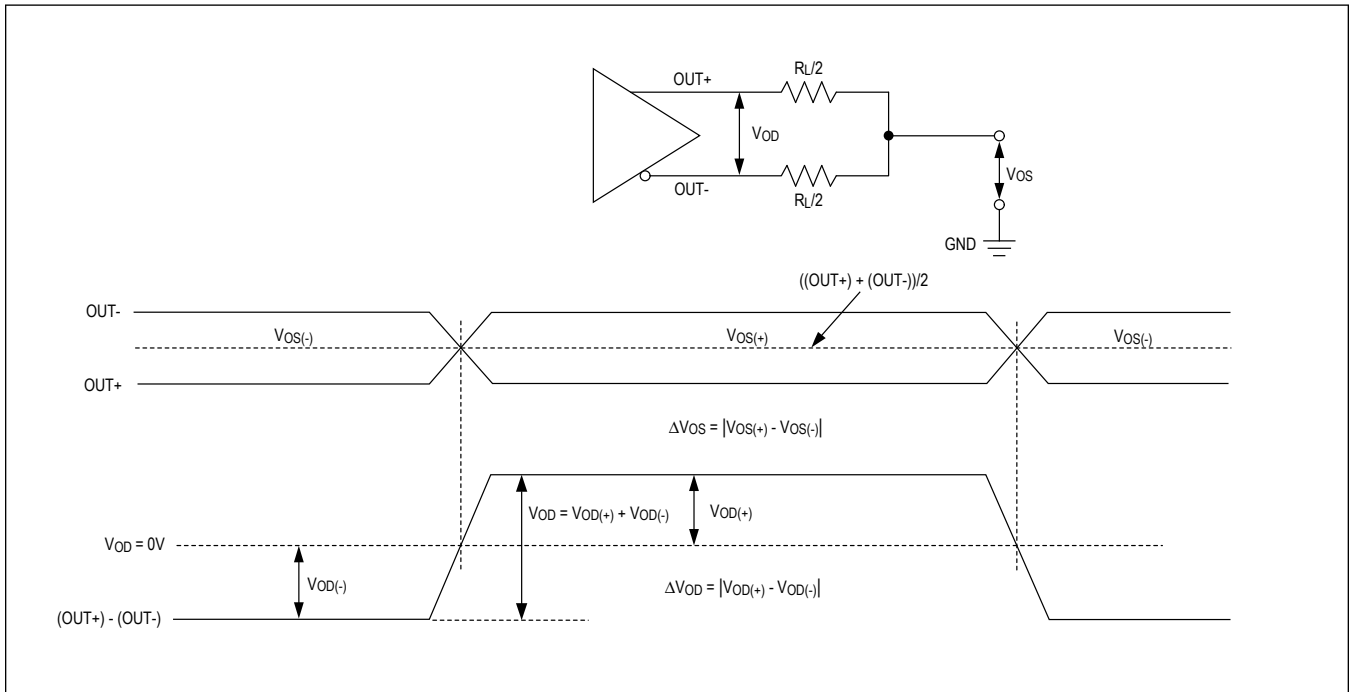 RL/2
OUT+
VOD
OUT-
RL/2
VOS
GND
((OUT+) + (OUT-))/2
OUT-
VOS(-)
VOS(+)
VOS(-)
OUT+
ΔVOS = |VOS(+) - VOS(-)|
VOD = VOD(+) + VOD(-)
VOD(+)
VOD = 0V
VOD(-)
ΔVOD = |VOD(+) - VOD(-)|
(OUT+) - (OUT-)